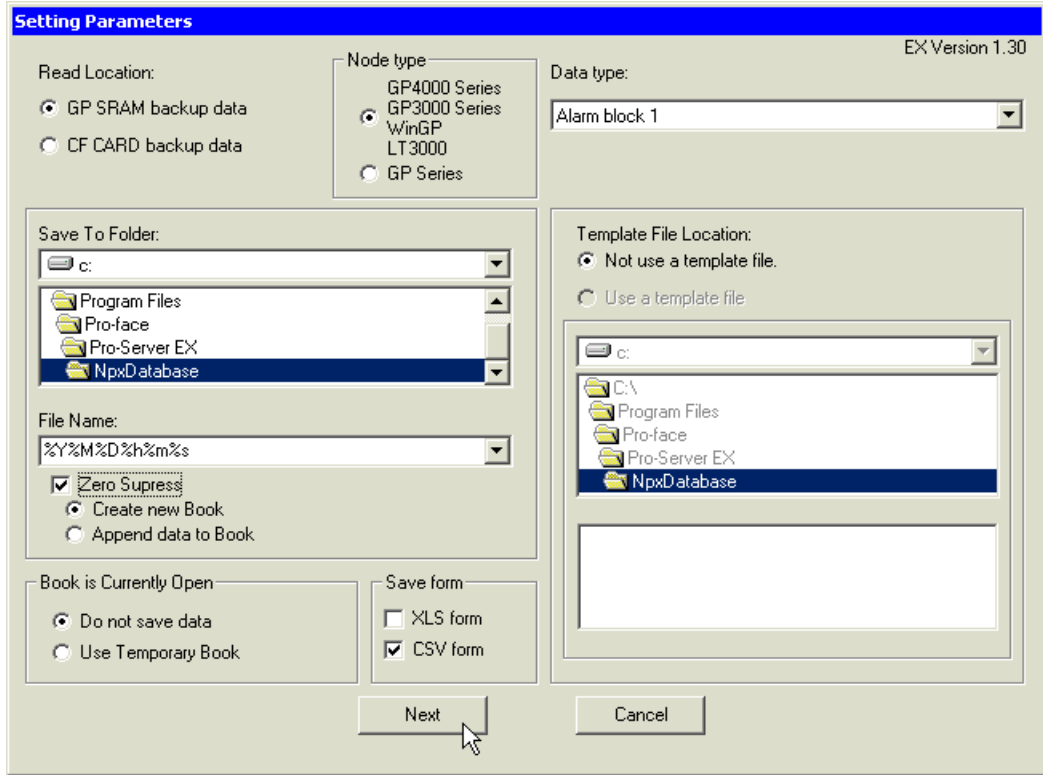 Setting Parameters
EX Version 1.30
Read Location:
GP SRAM backup data
CF CARD backup data
Node type
GP4000 Series
GP3000 Series
WinGP
LT3000
GP Series
Data type:
Alarm block 1
Save To Folder:
c:
Program Files
Pro-face
Pro-Server EX
NpxDatabase
File Name:
%Y%M%D%h%m%s
Zero Supress
Create new Book
Append data to Book
Template File Location:
Not use a template file.
Use a template file
c:
C:\
Program Files
Pro-face
Pro-Server EX
NpxDatabase
Book is Currently Open
Do not save data
Use Temporary Book
Save form
XLS form
CSV form
Next
Cancel